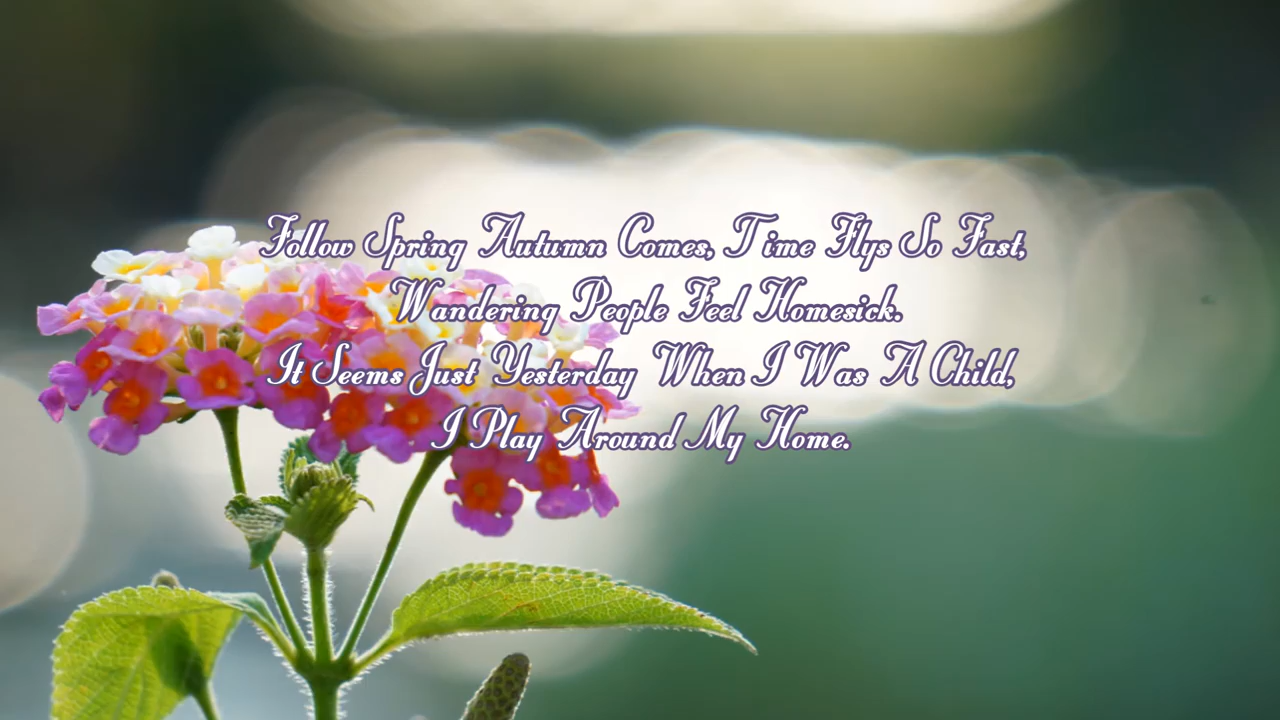 Follow Spring Autumn Comes, Time Flys So Fast,
Wandering People Feel Homesick.
It Seems Just Yesterday When I Was A Child,
I Play Around My Home.